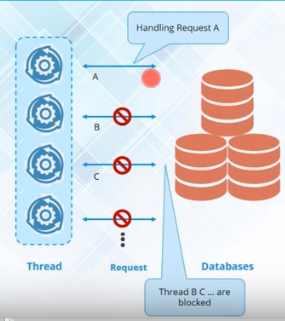 Handling Request A
A
B
C
Thread
Request
Databases
Thread B C ... are
blocked